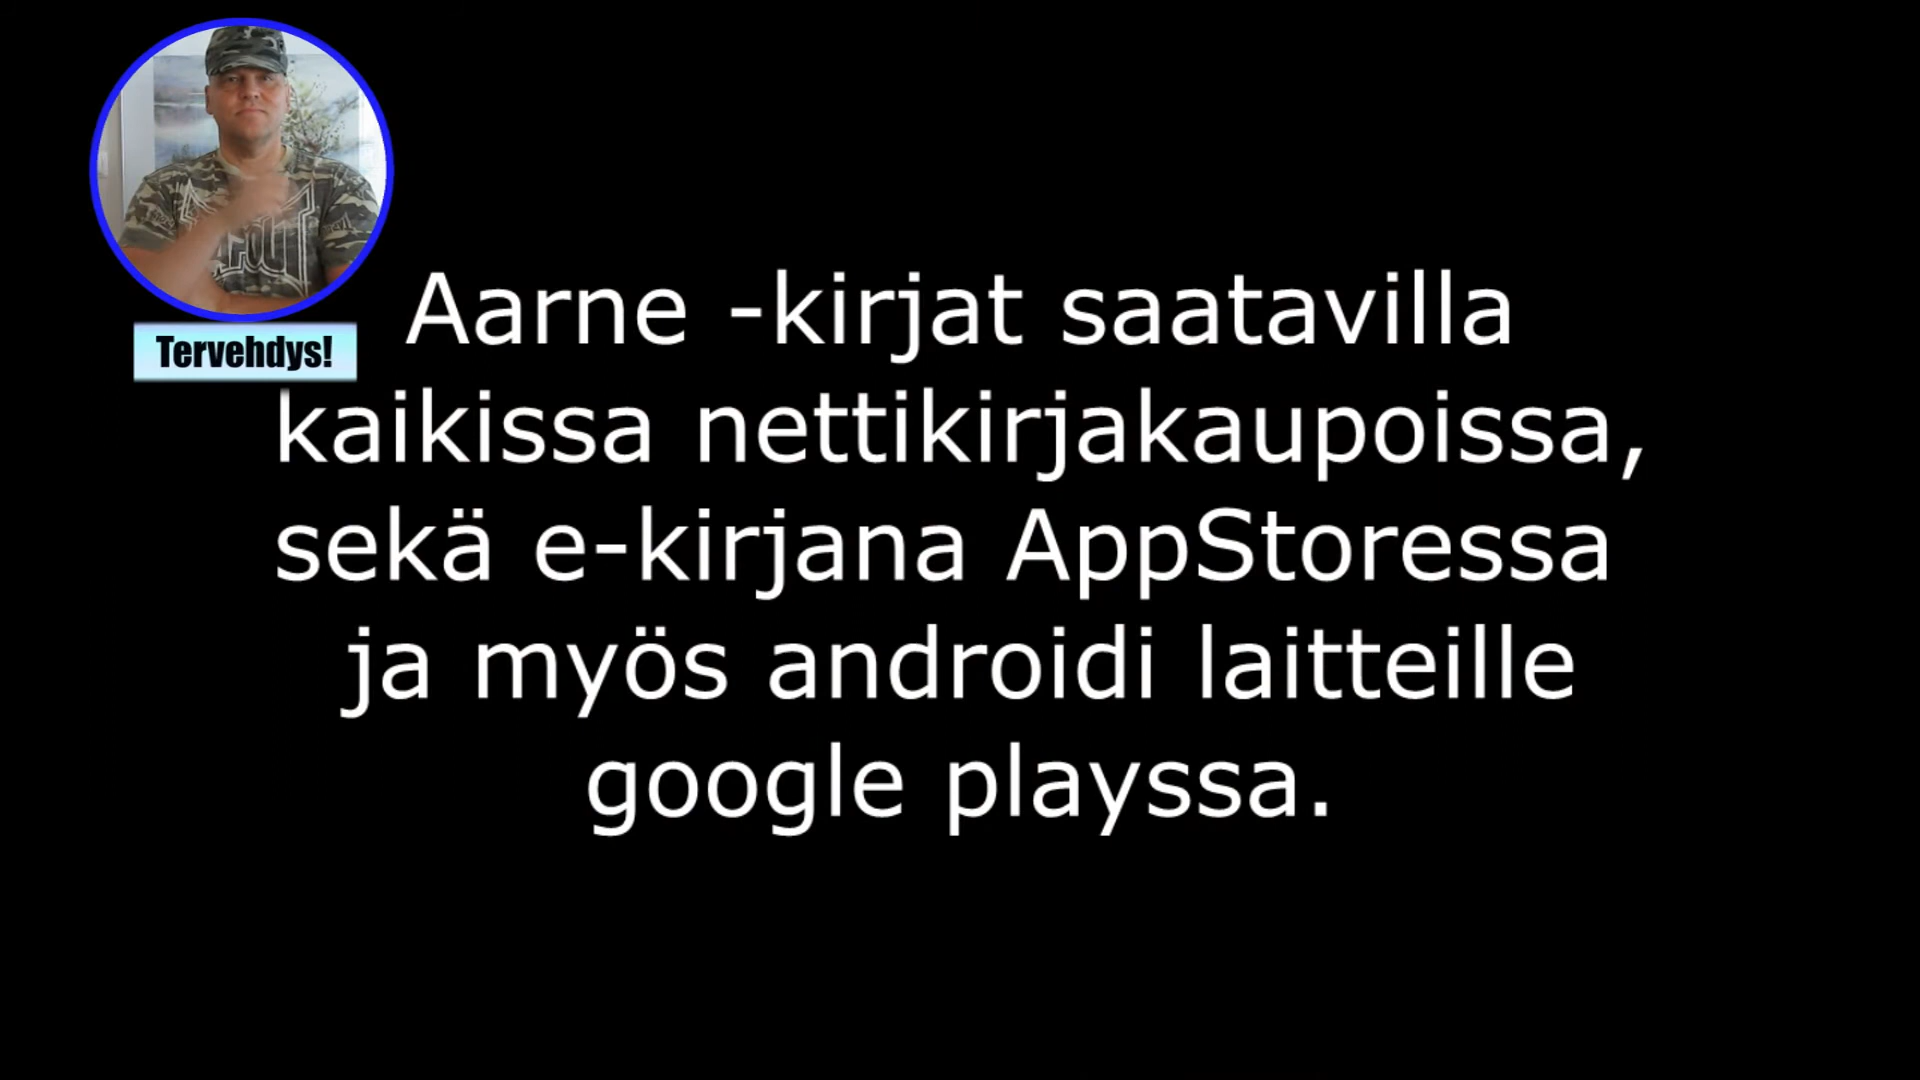 Tervehdys!
Aarne -kirjat saatavilla
kaikissa nettikirjakaupoissa,
sekä e-kirjana AppStoressa
ja myös androidi laitteille
google playssa.